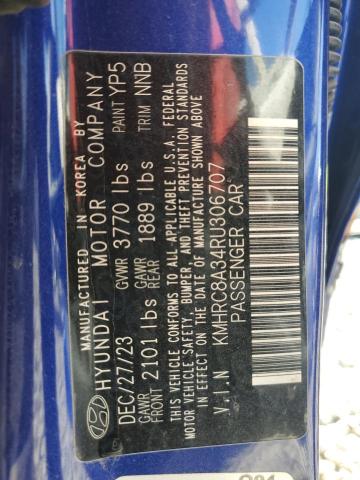 MANUFACTURED IN KOREA BY
HYUNDAI MOTOR COMPANY
DEC/27/23 GVWR 3770 lbs PAINT YP5
GAWR FRONT 2101 lbs GAWR REAR 1889 lbs TRIM NNB
THIS VEHICLE CONFORMS TO ALL APPLICABLE U.S.A. FEDERAL
MOTOR VEHICLE SAFETY, BUMPER, AND THEFT PREVENTION STANDARDS
IN EFFECT ON THE DATE OF MANUFACTURE SHOWN ABOVE
V.I.N KMHRC8A34RU306707
PASSENGER CAR